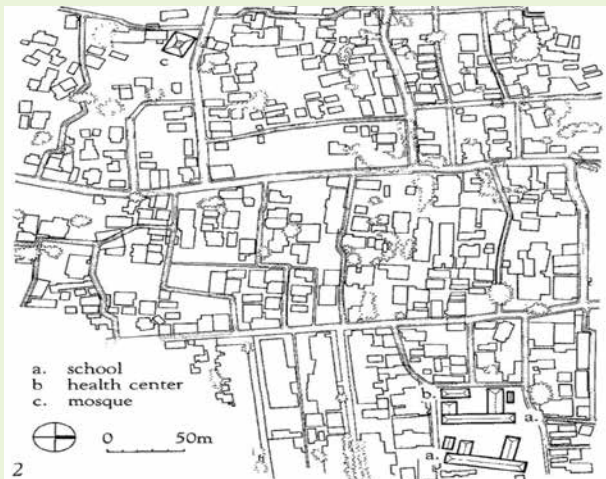 c
b.
a.
a.
a. school
b health center
c. mosque
0 50m
2